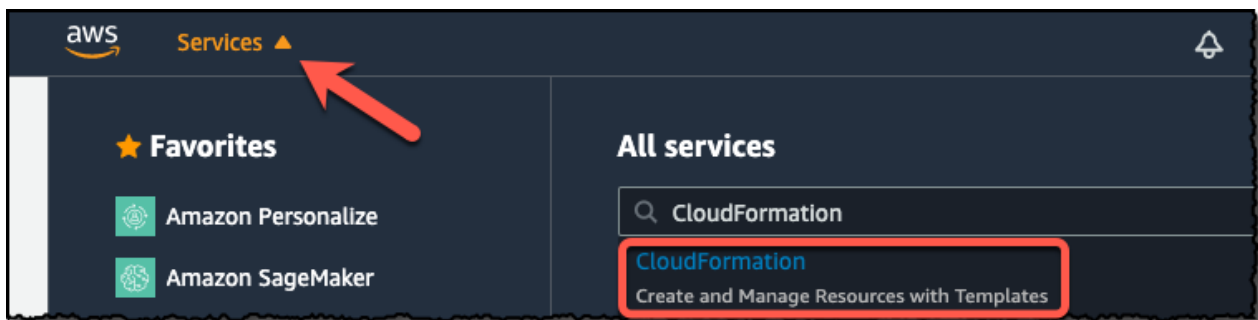 aws
Services
Favorites
Amazon Personalize
Amazon SageMaker
All services
CloudFormation
CloudFormation
Create and Manage Resources with Templates